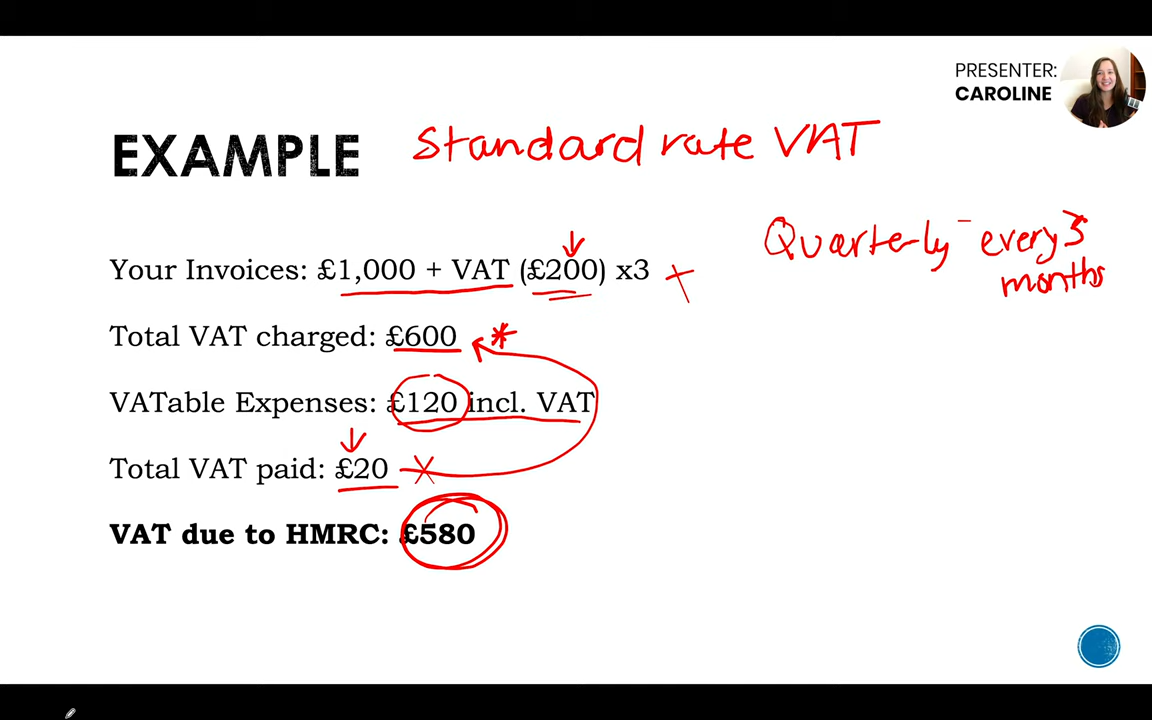 PRESENTER:
CAROLINE
EXAMPLE Standard rate VAT
Quarterly - every 3
months
Your Invoices: £1,000 + VAT (£200) x3
Total VAT charged: £600 *
VATable Expenses: £120 incl. VAT
Total VAT paid: £20
VAT due to HMRC: £580